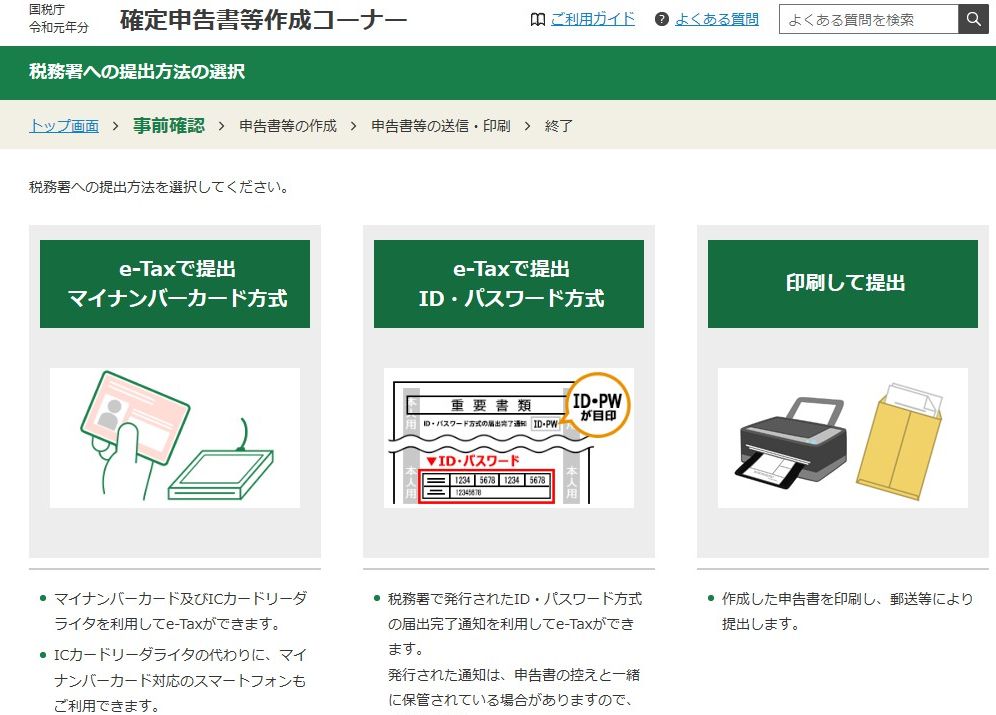 国税庁
令和元年分
確定申告書等作成コーナー
ご利用ガイド
? よくある質問
よくある質問を検索
税務署への提出方法の選択
トップ画面 > 事前確認 > 申告書等の作成 > 申告書等の送信・印刷 > 終了
税務署への提出方法を選択してください。
e-Taxで提出
マイナンバーカード方式
e-Taxで提出
ID・パスワード方式
印刷して提出
重要書類
ID・パスワード方式の届出完了通知
ID・PW
ID・PW
が目印
本人用
▼ID・パスワード
1234 5678 1234 5678
12345678
本人用
本人用
・マイナンバーカード及びICカードリーダ
ライタを利用してe-Taxができます。
・ICカードリーダライタの代わりに、マイ
ナンバーカード対応のスマートフォンも
ご利用できます。
・税務署で発行されたID・パスワード方式
の届出完了通知を利用してe-Taxができ
ます。
発行された通知は、申告書の控えと一緒
に保管されている場合がありますので、
・作成した申告書を印刷し、郵送等により
提出します。